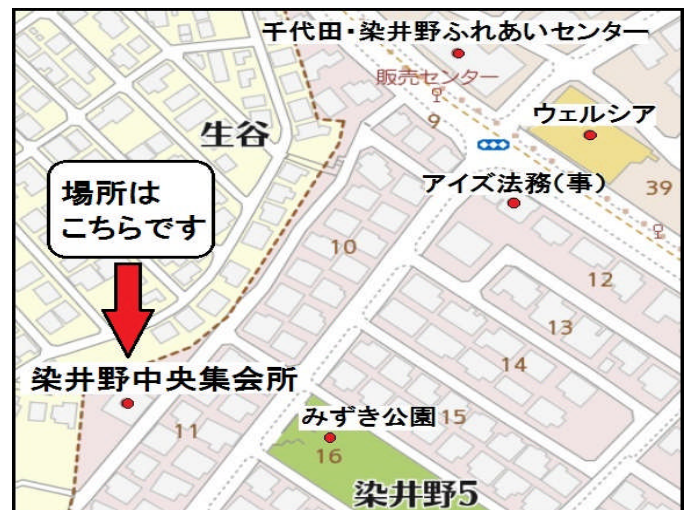 千代田・染井野ふれあいセンター
販売センター
9
ウェルシア
生谷
アイズ法務(事)
39
場所は
こちらです
10
12
13
14
染井野中央集会所
11
みずき公園
15
16
染井野5